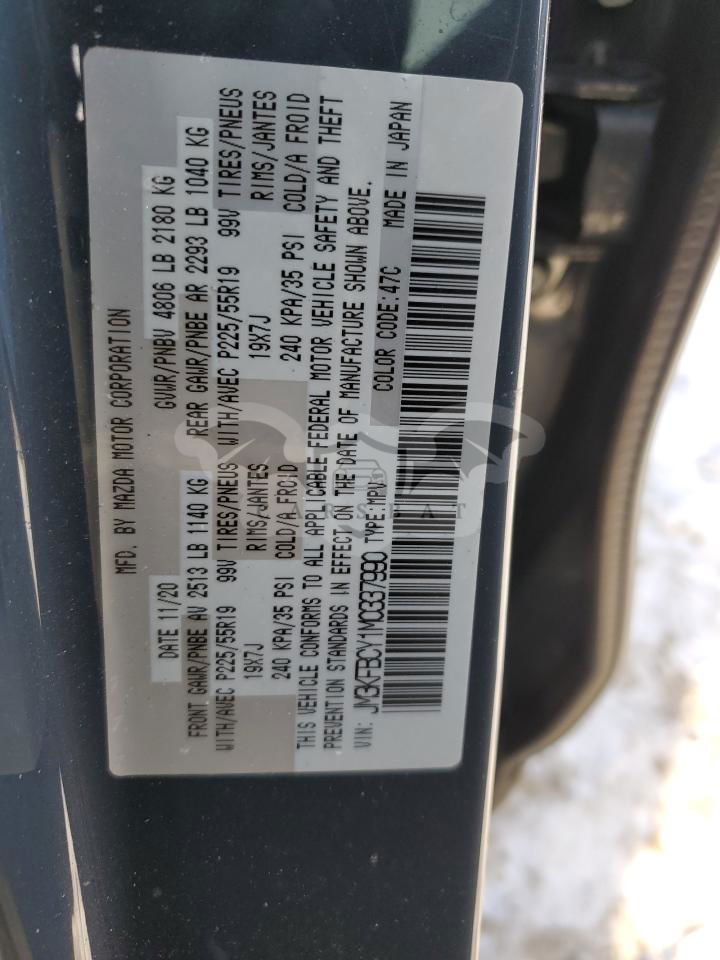 MFD. BY MAZDA MOTOR CORPORATION
DATE 11/20 GVWR/PNBV 4806 LB 2180 KG
FRONT GAWR/PNBE AV 2513 LB 1140 KG REAR GAWR/PNBE AR 2293 LB 1040 KG
WITH/AVEC P225/55R19 99V TIRES/PNEUS WITH/AVEC P225/55R19 99V TIRES/PNEUS
19X7J RIMS/JANTES 19X7J RIMS/JANTES
240 KPA/35 PSI COLD/A FROID 240 KPA/35 PSI COLD/A FROID
THIS VEHICLE CONFORMS TO ALL APPLICABLE FEDERAL MOTOR VEHICLE SAFETY AND THEFT
PREVENTION STANDARDS IN EFFECT ON THE DATE OF MANUFACTURE SHOWN ABOVE.
VIN: JM3KFBCY1M0337990 TYPE:MPV COLOR CODE:47C MADE IN JAPAN
CARSDAT